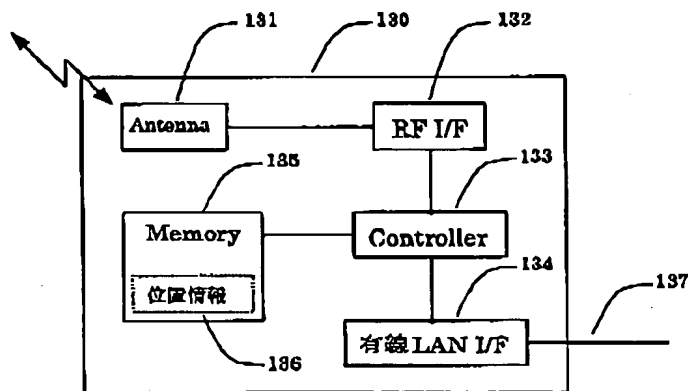 131
130
132
Antenna
RF I/F
133
135
Memory
Controller
位置情報
134
137
136
有線LAN I/F